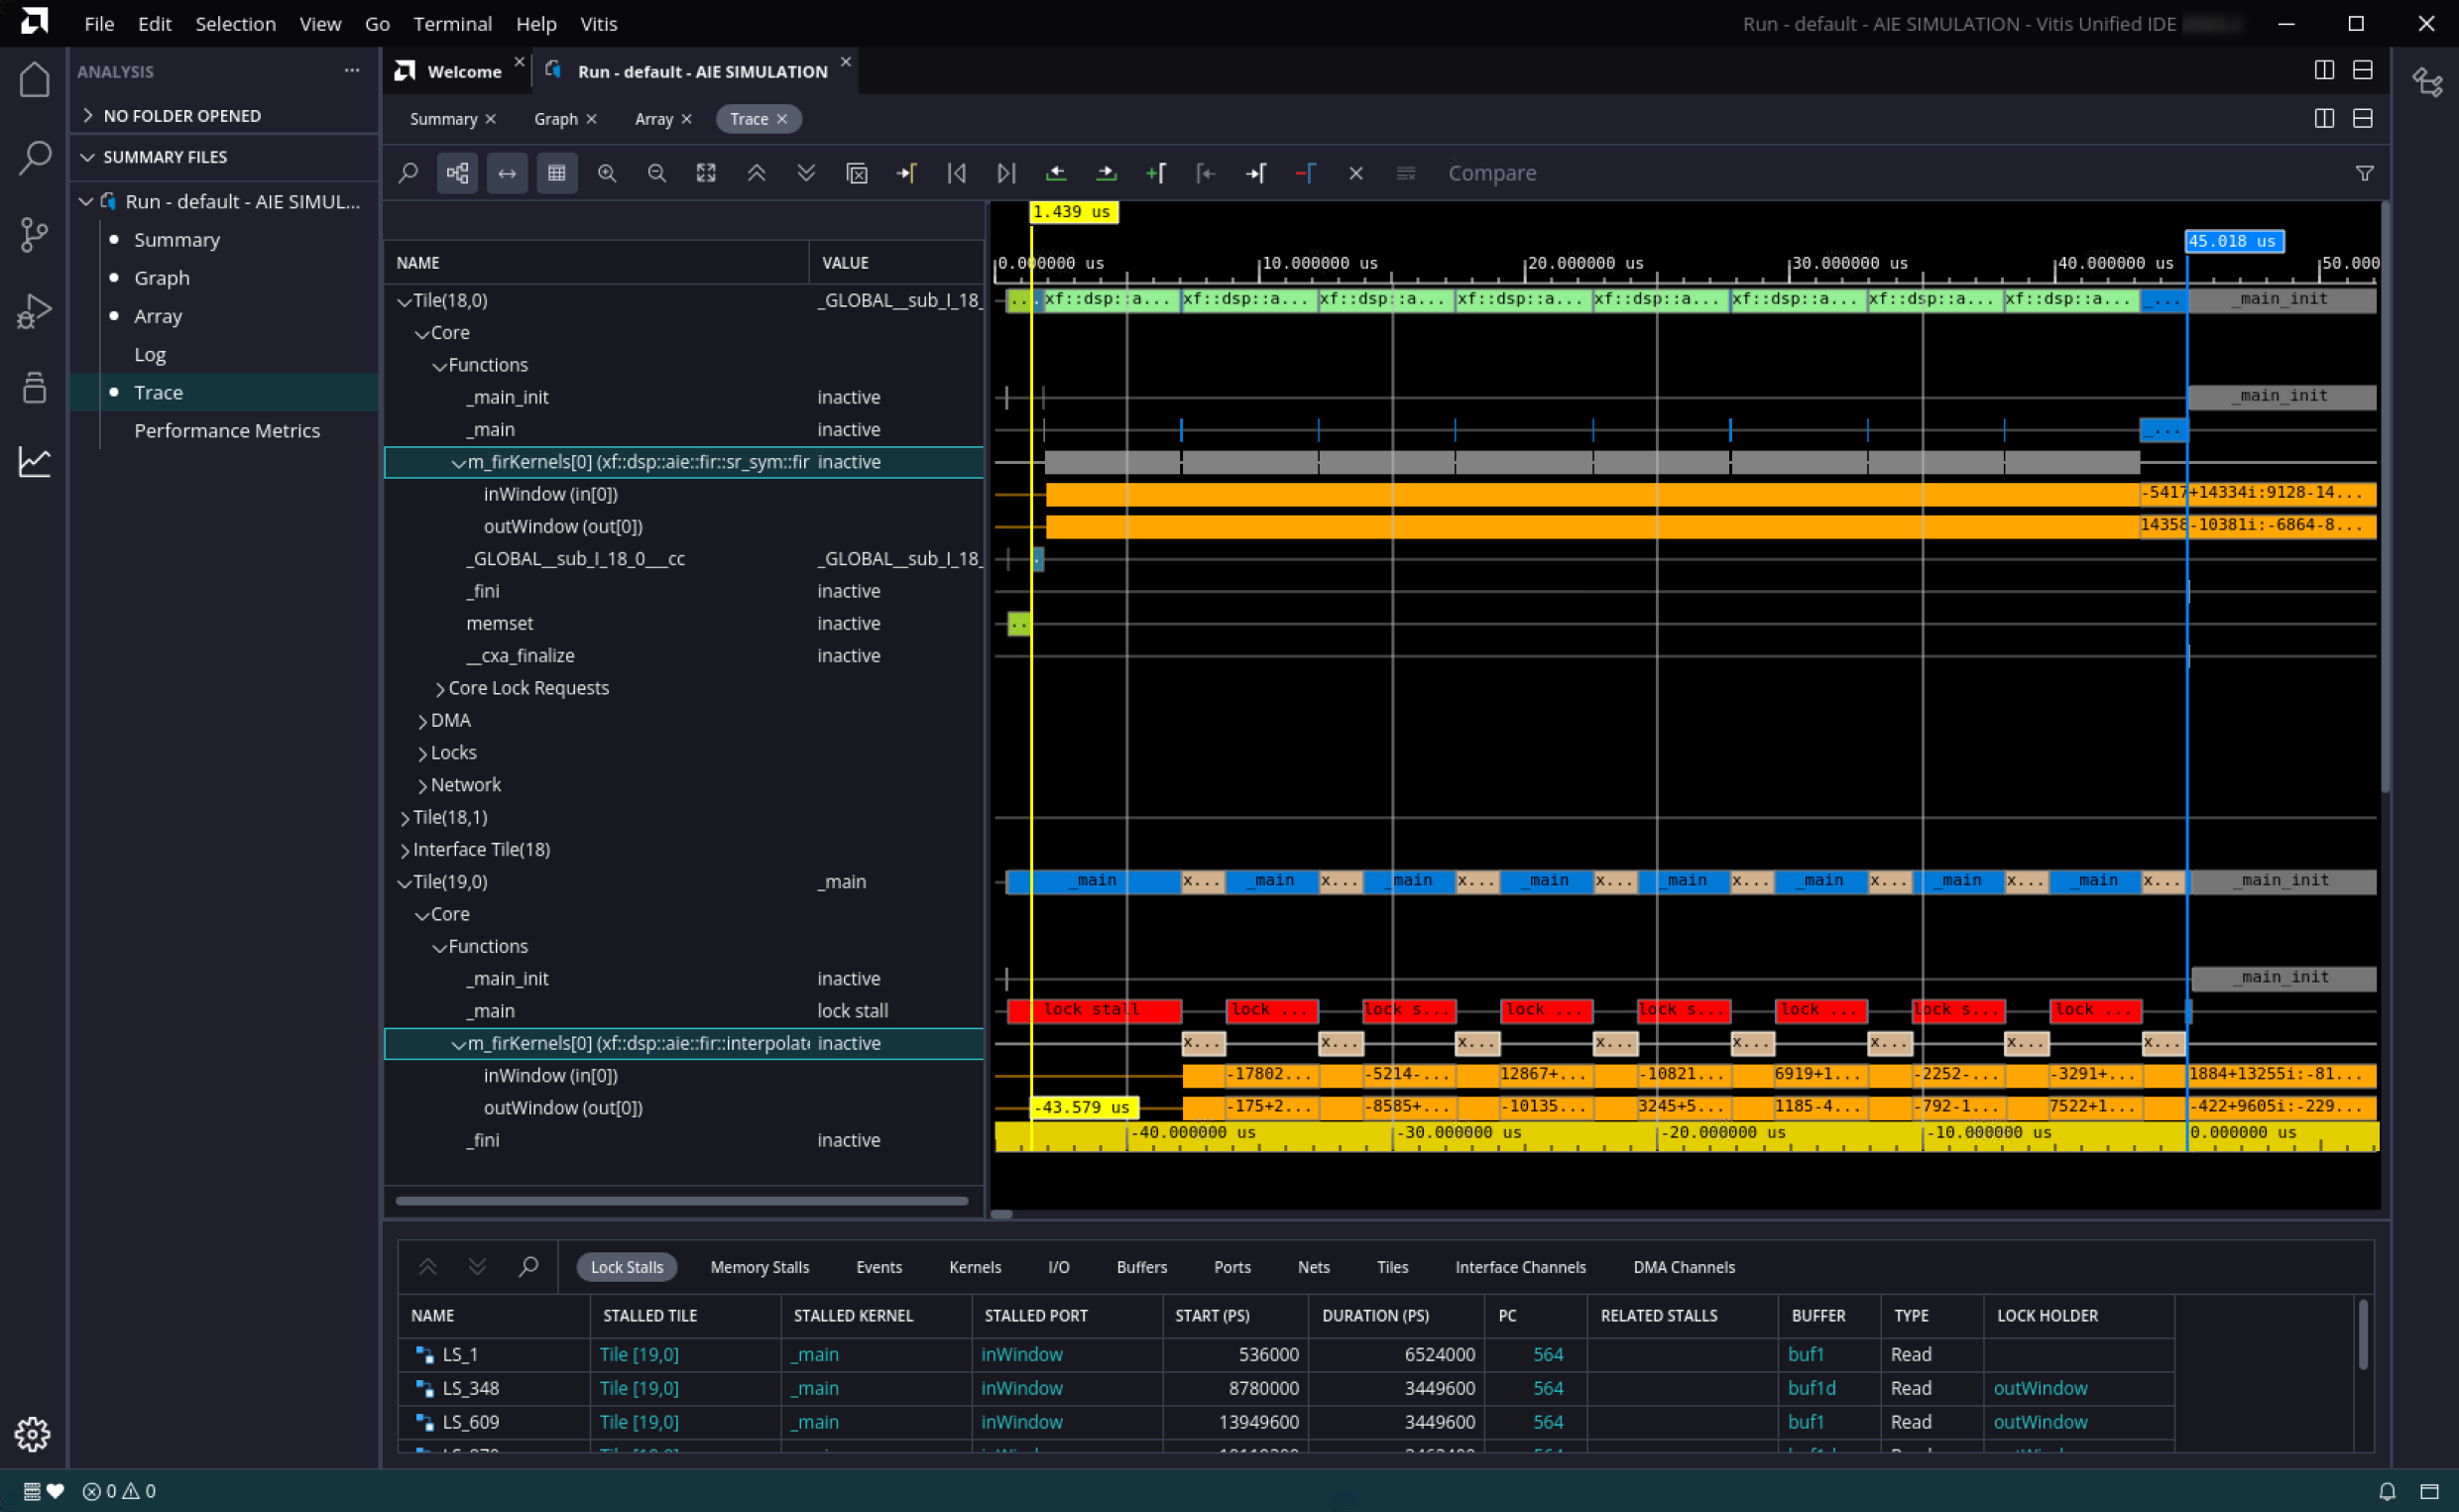 File Edit Selection View Go Terminal Help Vitis
Run - default - AIE SIMULATION - Vitis Unified IDE
ANALYSIS
NO FOLDER OPENED
SUMMARY FILES
Run - default - AIE SIMUL...
Summary
Graph
Array
Log
Trace
Performance Metrics
Welcome
Run - default - AIE SIMULATION
Summary Graph Array Trace
Compare
1.439 us
45.018 us
NAME VALUE
0.000000 us 10.000000 us 20.000000 us 30.000000 us 40.000000 us 50.000
Tile(18,0) _GLOBAL__sub_I_18_
.. . xf::dsp::a... xf::dsp::a... xf::dsp::a... xf::dsp::a... xf::dsp::a... xf::dsp::a... xf::dsp::a... xf::dsp::a... _... _main_init
Core
Functions
_main_init inactive _main_init
_main inactive _...
m_firKernels[0] (xf::dsp::aie::fir::sr_sym::fir inactive
inWindow (in[0]) -5417+14334i:9128-14...
outWindow (out[0]) 14358-10381i:-6864-8...
_GLOBAL__sub_I_18_0___cc _GLOBAL__sub_I_18_ .
_fini inactive
memset inactive ..
__cxa_finalize inactive
Core Lock Requests
DMA
Locks
Network
Tile(18,1)
Interface Tile(18)
Tile(19,0) _main _main x... _main x... _main x... _main x... _main x... _main x... _main x... _main x... _main_init
Core
Functions
_main_init inactive _main_init
_main lock stall lock stall lock ... lock s... lock ... lock s... lock ... lock s... lock ...
m_firKernels[0] (xf::dsp::aie::fir::interpolat inactive x... x... x... x... x... x... x... x...
inWindow (in[0]) -17802... -5214-... 12867+... -10821... 6919+1... -2252-... -3291+... 1884+13255i:-81...
outWindow (out[0]) -43.579 us -175+2... -8585+... -10135... 3245+5... 1185-4... -792-1... 7522+1... -422+9605i:-229...
_fini inactive -40.000000 us -30.000000 us -20.000000 us -10.000000 us 0.000000 us
Lock Stalls Memory Stalls Events Kernels I/O Buffers Ports Nets Tiles Interface Channels DMA Channels
NAME STALLED TILE STALLED KERNEL STALLED PORT START (PS) DURATION (PS) PC RELATED STALLS BUFFER TYPE LOCK HOLDER
LS_1 Tile [19,0] _main inWindow 536000 6524000 564 buf1 Read
LS_348 Tile [19,0] _main inWindow 8780000 3449600 564 buf1d Read outWindow
LS_609 Tile [19,0] _main inWindow 13949600 3449600 564 buf1 Read outWindow
0 0